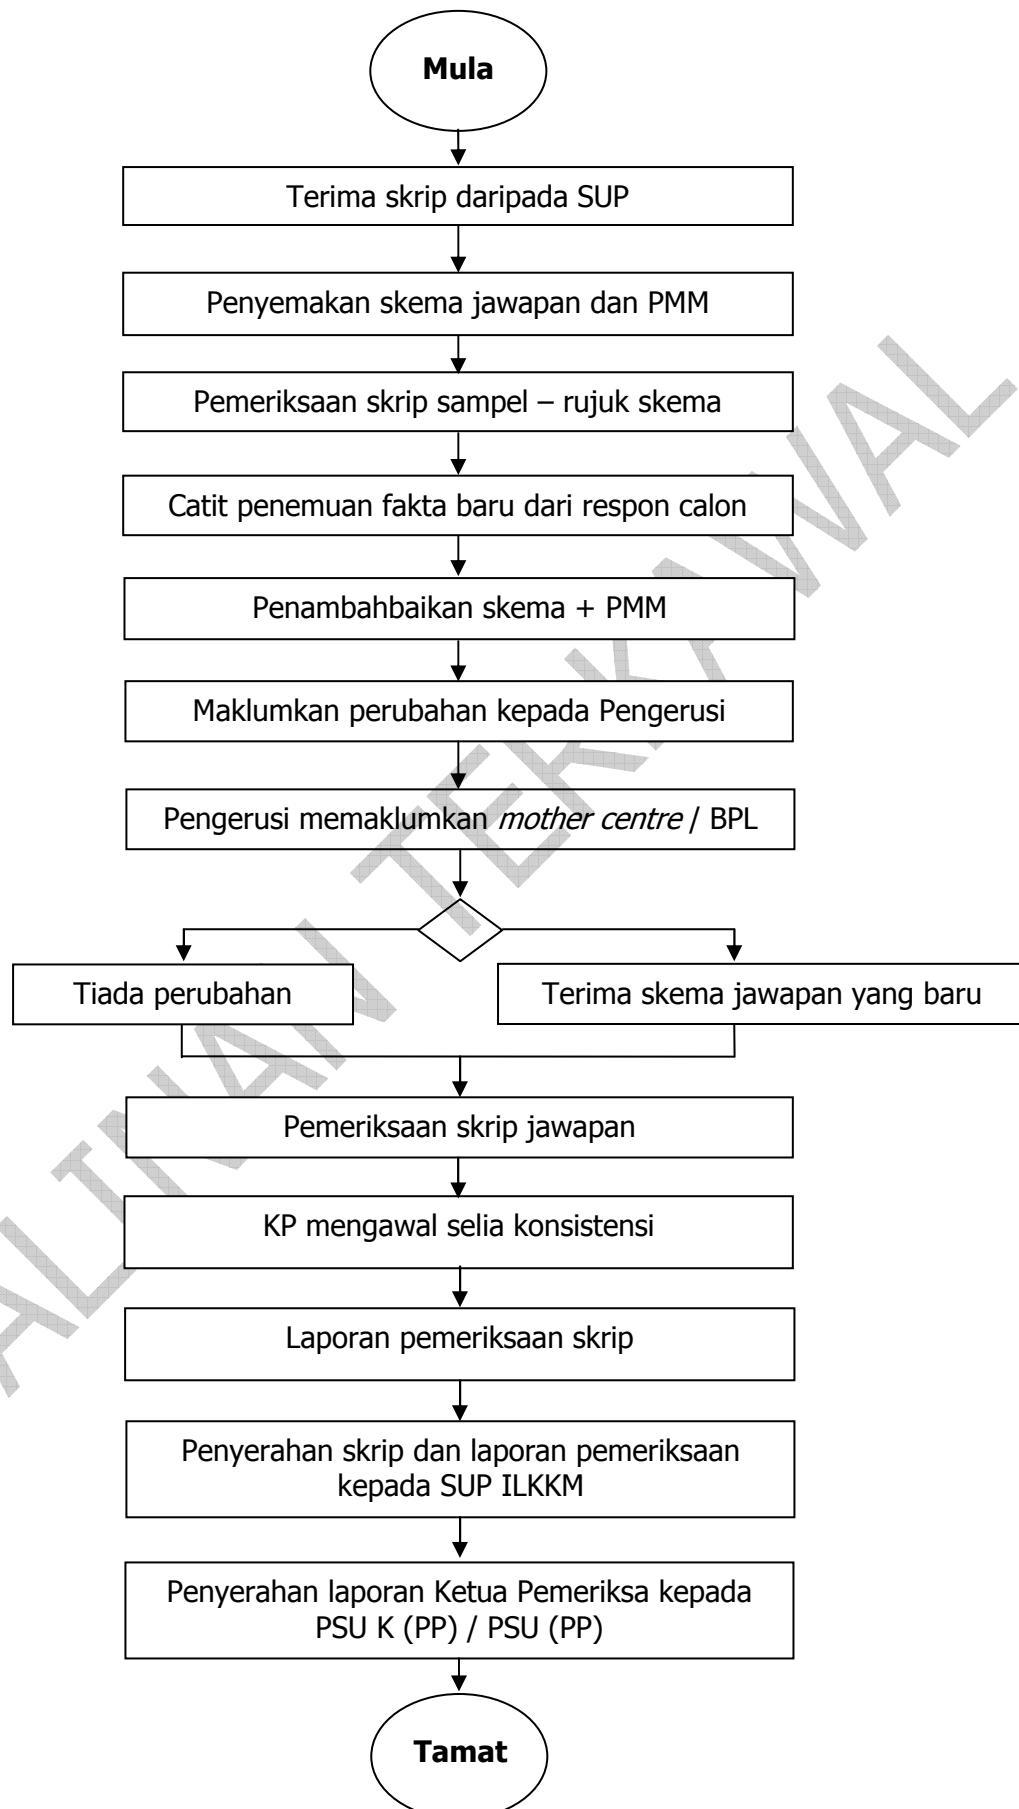 Mula
Terima skrip daripada SUP
Penyemakan skema jawapan dan PMM
Pemeriksaan skrip sampel – rujuk skema
Catit penemuan fakta baru dari respon calon
Penambahbaikan skema + PMM
Maklumkan perubahan kepada Pengerusi
Pengerusi memaklumkan mother centre / BPL
Tiada perubahan
Terima skema jawapan yang baru
Pemeriksaan skrip jawapan
KP mengawal selia konsistensi
Laporan pemeriksaan skrip
Penyerahan skrip dan laporan pemeriksaan
kepada SUP ILKKM
Penyerahan laporan Ketua Pemeriksa kepada
PSU K (PP) / PSU (PP)
Tamat
ALINAN TERKAWAL